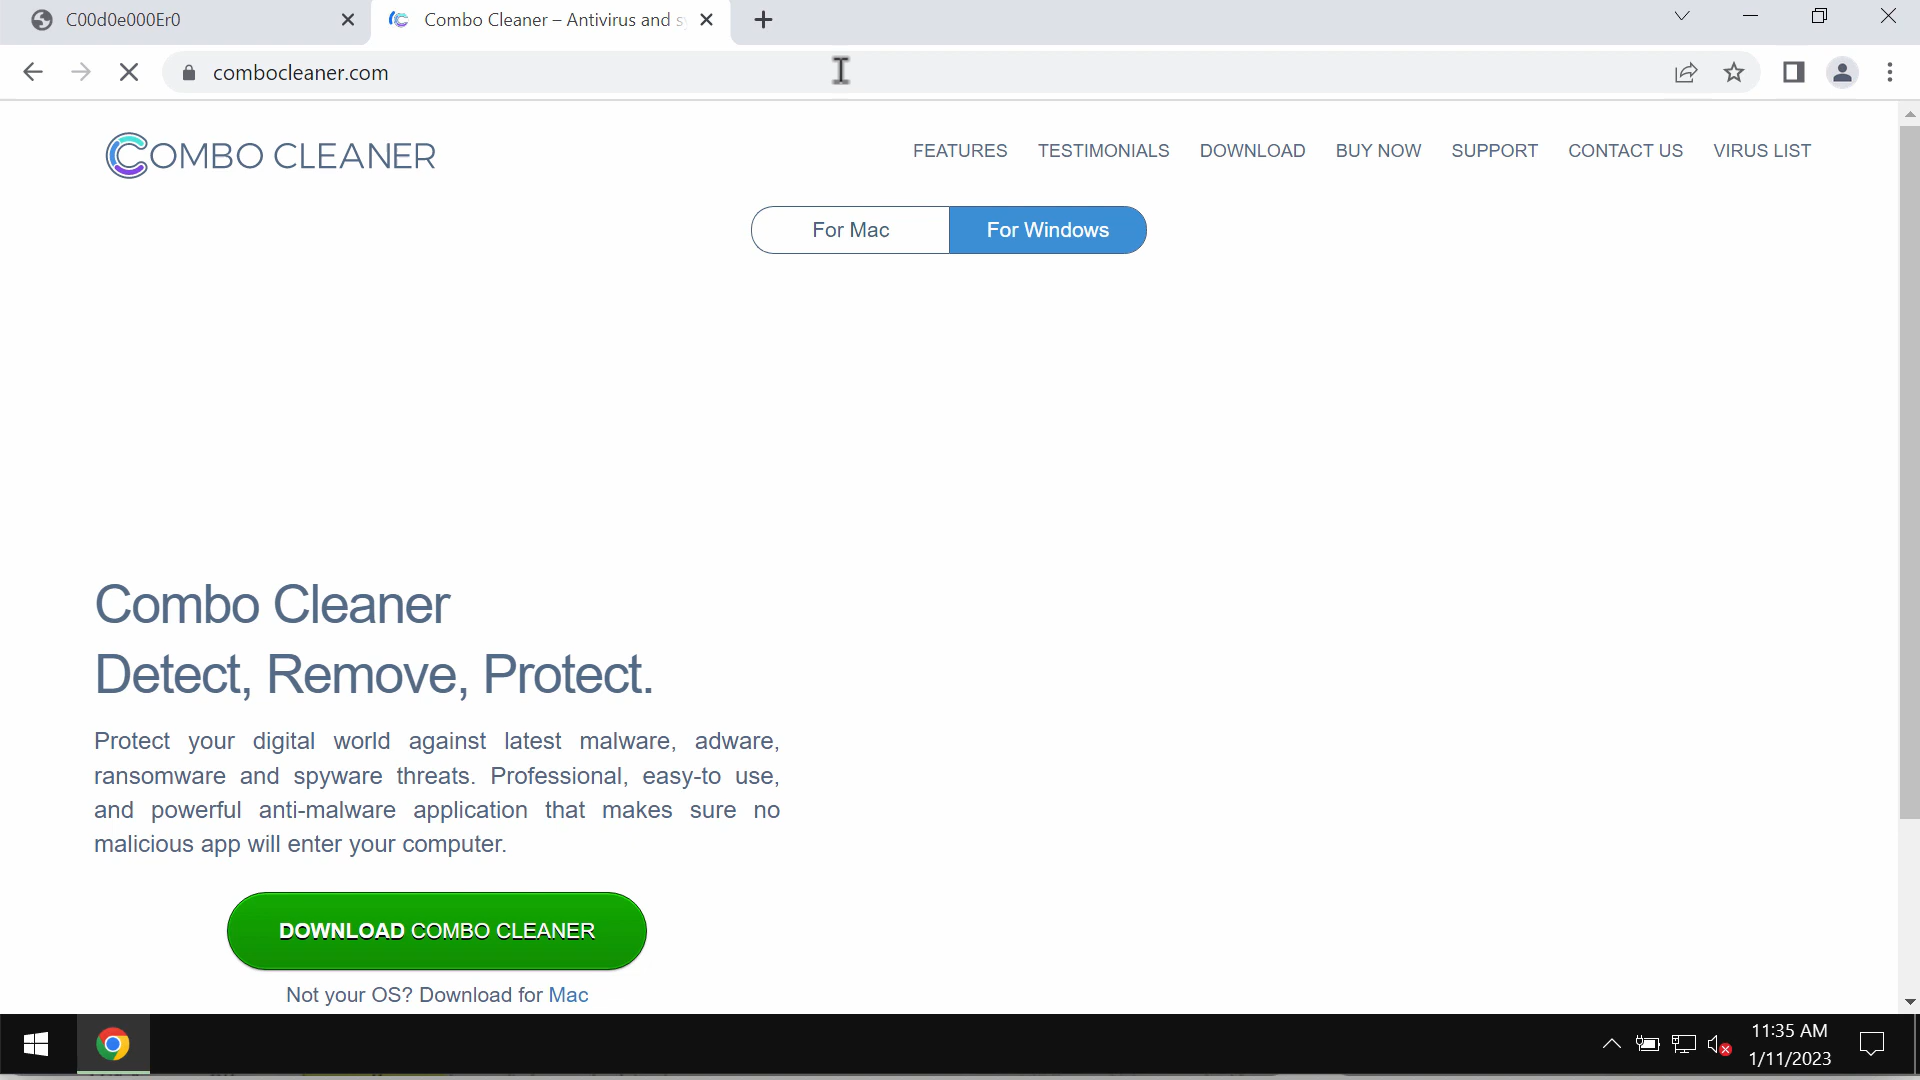 C00d0e000Er0
Combo Cleaner – Antivirus and s
combocleaner.com
COMBO CLEANER
FEATURES TESTIMONIALS DOWNLOAD BUY NOW SUPPORT CONTACT US VIRUS LIST
For Mac For Windows
Combo Cleaner
Detect, Remove, Protect.
Protect your digital world against latest malware, adware,
ransomware and spyware threats. Professional, easy-to use,
and powerful anti-malware application that makes sure no
malicious app will enter your computer.
DOWNLOAD COMBO CLEANER
Not your OS? Download for Mac
11:35 AM
1/11/2023